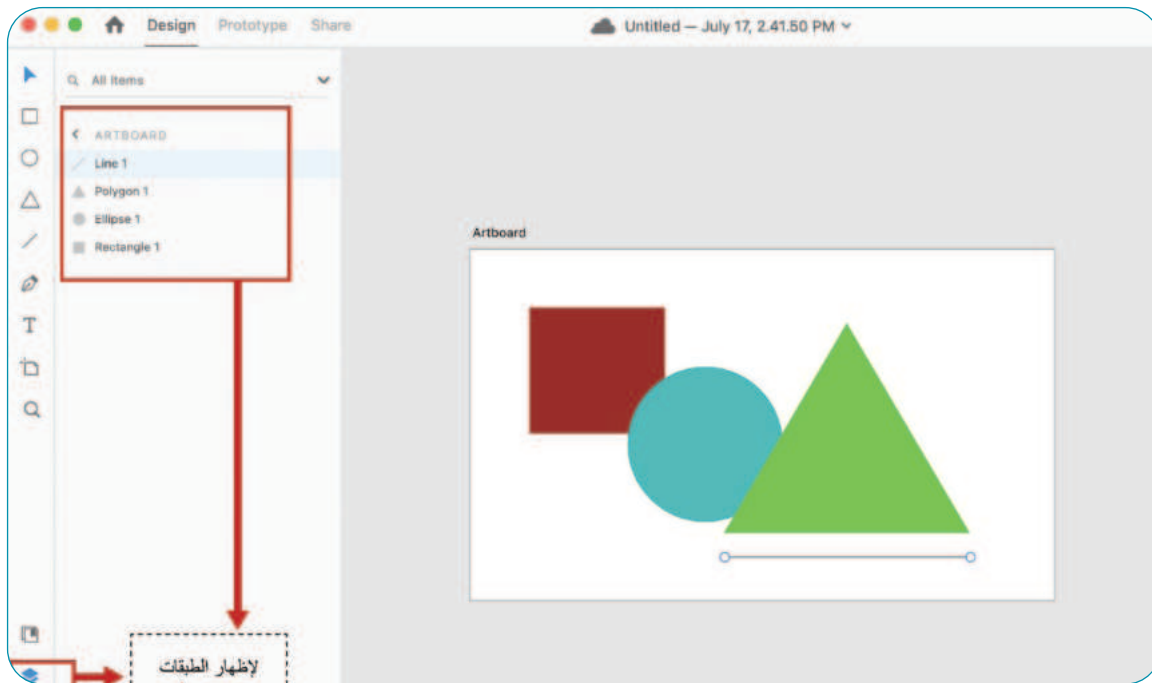 Design Prototype Share
Untitled — July 17, 2.41.50 PM
All Items
ARTBOARD
Line 1
Polygon 1
Ellipse 1
Rectangle 1
Artboard
T
لإظهار الطبقات